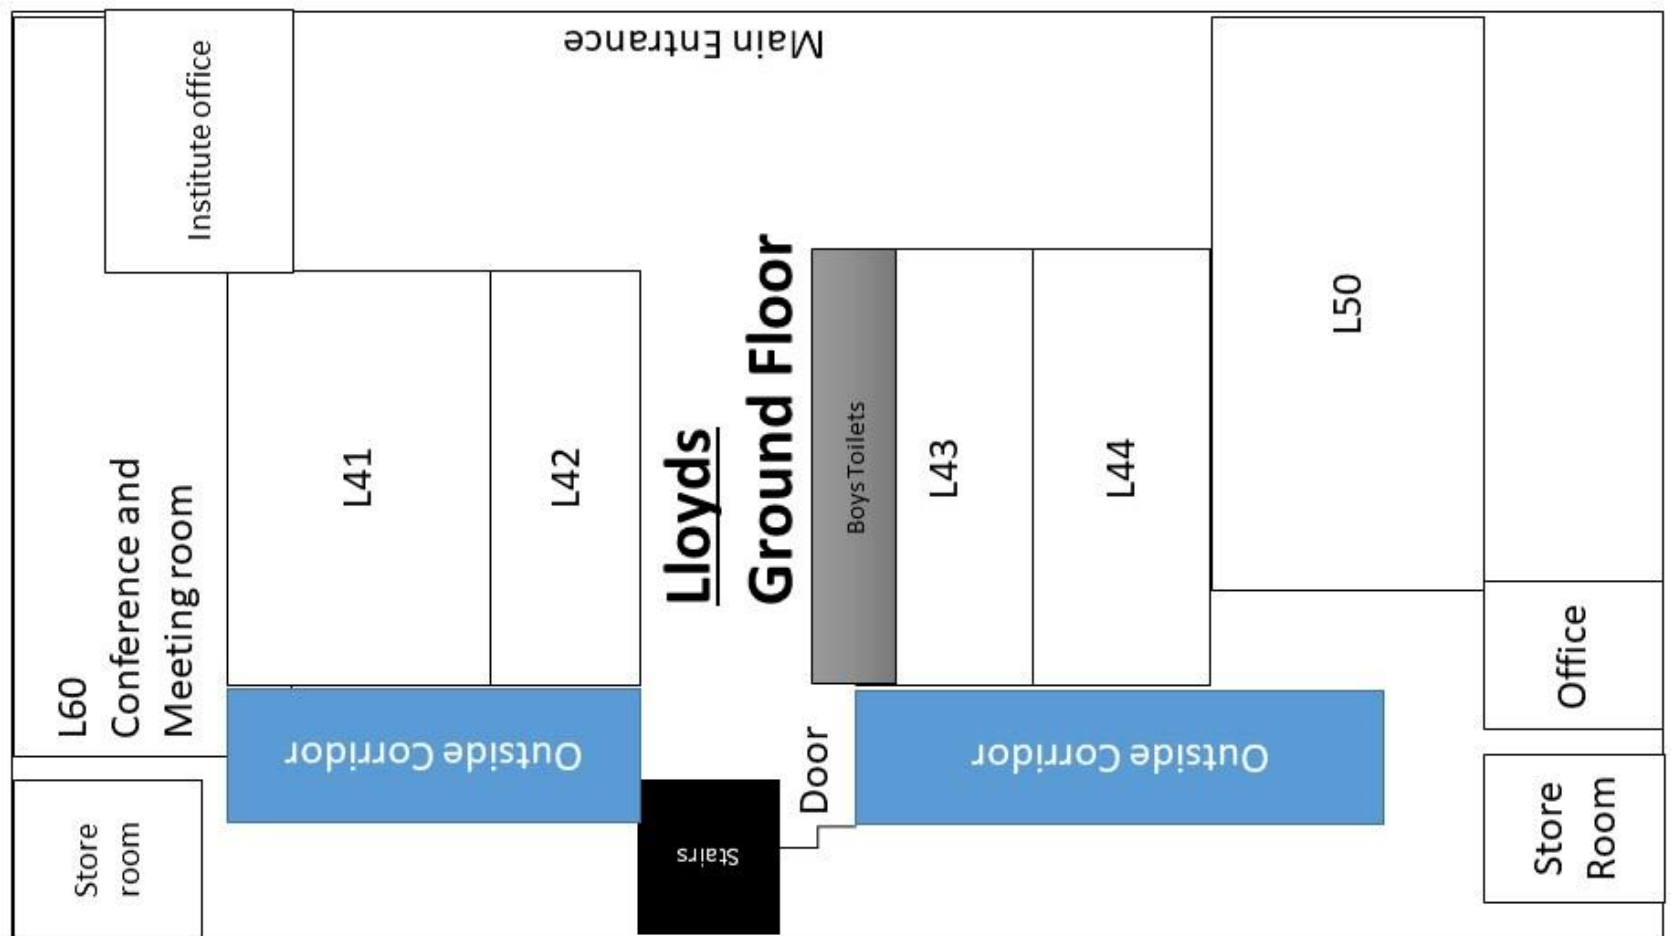 Main Entrance
Institute office
L60
Conference and
Meeting room
L41
L42
Lloyds
Ground Floor
Boys Toilets
L43
L44
L50
Office
Outside Corridor
Door
Outside Corridor
Store
room
Stairs
Store
Room